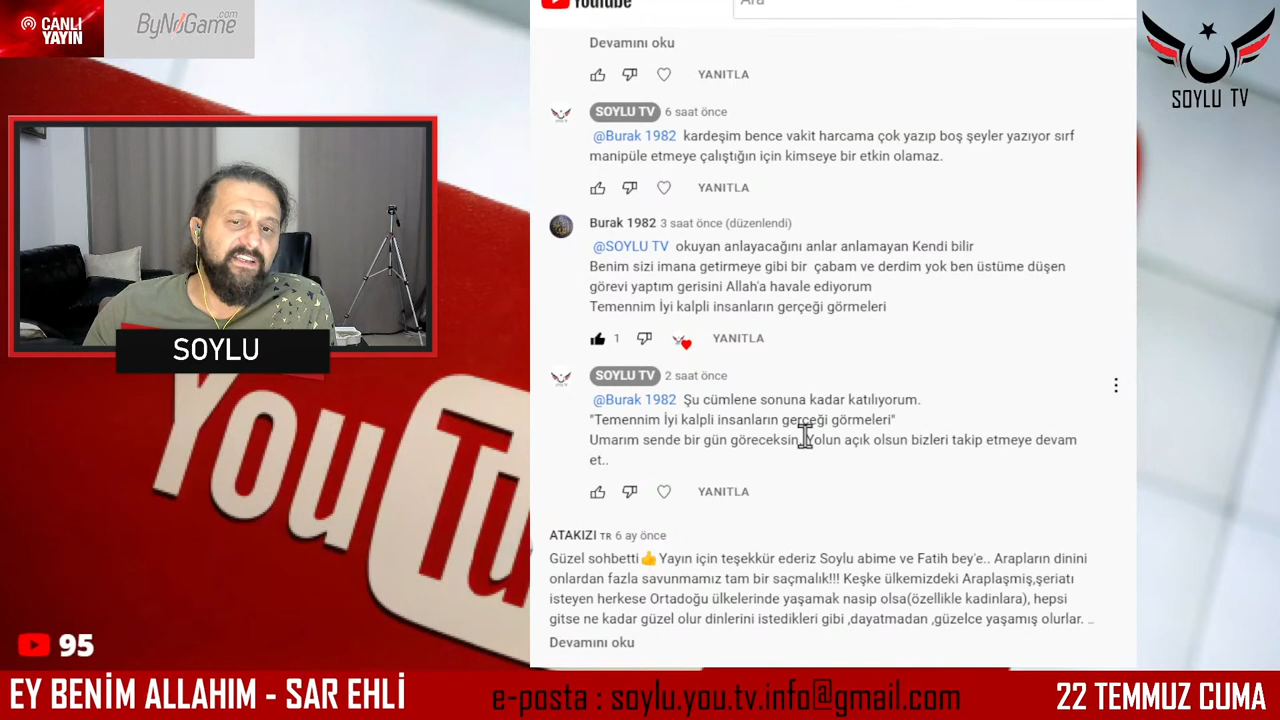 CANLI
YAYIN
ByNoGame.com
YouTube
Ara
SOYLU TV
Devamını oku
YANITLA
SOYLU TV 6 saat önce
@Burak 1982 kardeşim bence vakit harcama çok yazıp boş şeyler yazıyor sırf
manipüle etmeye çalıştığın için kimseye bir etkin olamaz.
YANITLA
Burak 1982 3 saat önce (düzenlendi)
@SOYLU TV okuyan anlayacağını anlar anlamayan Kendi bilir
Benim sizi imana getirmeye gibi bir çabam ve derdim yok ben üstüme düşen
görevi yaptım gerisini Allah'a havale ediyorum
Temennim İyi kalpli insanların gerçeği görmeleri
1 YANITLA
SOYLU TV 2 saat önce
@Burak 1982 Şu cümlene sonuna kadar katılıyorum.
"Temennim İyi kalpli insanların gerçeği görmeleri"
Umarım sende bir gün göreceksin. Yolun açık olsun bizleri takip etmeye devam
et..
YANITLA
ATAKIZI TR 6 ay önce
Güzel sohbetti👍Yayın için teşekkür ederiz Soylu abime ve Fatih bey'e.. Arapların dinini
onlardan fazla savunmamız tam bir saçmalık!!! Keşke ülkemizdeki Araplaşmış,şeriatı
isteyen herkese Ortadoğu ülkelerinde yaşamak nasip olsa(özellikle kadinlara), hepsi
gitse ne kadar güzel olur dinlerini istedikleri gibi ,dayatmadan ,güzelce yaşamış olurlar. ..
Devamını oku
SOYLU
YouTu
95
EY BENİM ALLAHIM - SAR EHLİ
e-posta : soylu.you.tv.info@gmail.com
22 TEMMUZ CUMA